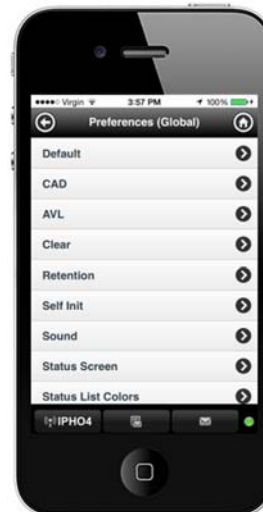 Virgin 3:57 PM 100%
Preferences (Global)
Default
CAD
AVL
Clear
Retention
Self Init
Sound
Status Screen
Status List Colors
IPHO4